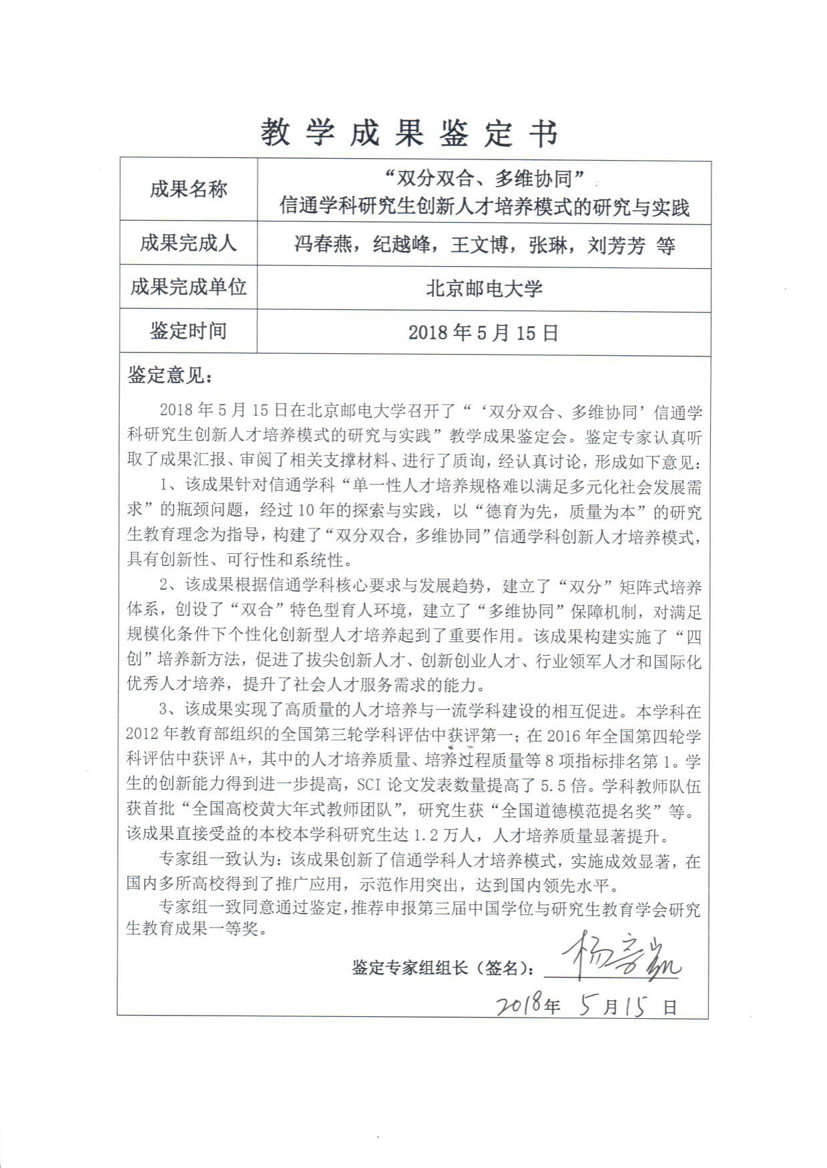 教学成果鉴定书
成果名称
“双分双合、多维协同”
信通学科研究生创新人才培养模式的研究与实践
成果完成人
冯春燕，纪越峰，王文博，张琳，刘芳芳 等
成果完成单位
北京邮电大学
鉴定时间
2018 年 5 月 15 日
鉴定意见：
2018 年 5 月 15 日在北京邮电大学召开了“‘双分双合、多维协同’信通学
科研究生创新人才培养模式的研究与实践”教学成果鉴定会。鉴定专家认真听
取了成果汇报、审阅了相关支撑材料、进行了质询，经认真讨论，形成如下意见：
1、该成果针对信通学科“单一性人才培养规格难以满足多元化社会发展需
求”的瓶颈问题，经过 10 年的探索与实践，以“德育为先，质量为本”的研究
生教育理念为指导，构建了“双分双合，多维协同”信通学科创新人才培养模式，
具有创新性、可行性和系统性。
2、该成果根据信通学科核心要求与发展趋势，建立了“双分”矩阵式培养
体系，创设了“双合”特色型育人环境，建立了“多维协同”保障机制，对满足
规模化条件下个性化创新型人才培养起到了重要作用。该成果构建实施了“四
创”培养新方法，促进了拔尖创新人才、创新创业人才、行业领军人才和国际化
优秀人才培养，提升了社会人才服务需求的能力。
3、该成果实现了高质量的人才培养与一流学科建设的相互促进。本学科在
2012 年教育部组织的全国第三轮学科评估中获评第一；在 2016 年全国第四轮学
科评估中获评 A+，其中的人才培养质量、培养过程质量等 8 项指标排名第 1。学
生的创新能力得到进一步提高，SCI 论文发表数量提高了 5.5 倍。学科教师队伍
获首批“全国高校黄大年式教师团队”，研究生获“全国道德模范提名奖”等。
该成果直接受益的本校本学科研究生达 1.2 万人，人才培养质量显著提升。
专家组一致认为：该成果创新了信通学科人才培养模式，实施成效显著，在
国内多所高校得到了推广应用，示范作用突出，达到国内领先水平。
专家组一致同意通过鉴定，推荐申报第三届中国学位与研究生教育学会研究
生教育成果一等奖。
鉴定专家组组长（签名）：
2018年 5 月 15 日